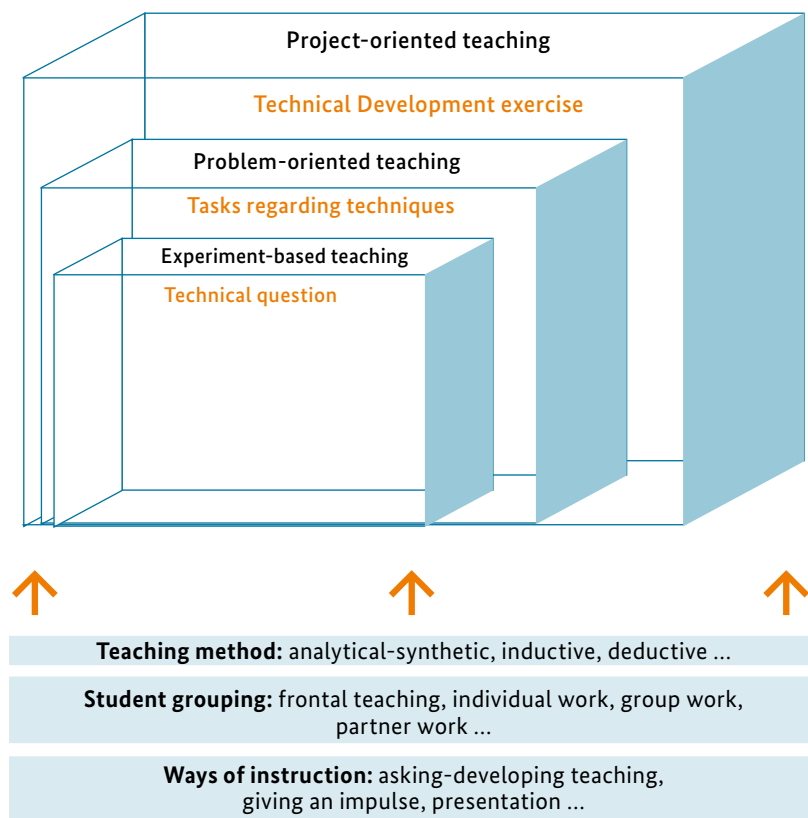 Project-oriented teaching
Technical Development exercise
Problem-oriented teaching
Tasks regarding techniques
Experiment-based teaching
Technical question
Teaching method: analytical-synthetic, inductive, deductive ...
Student grouping: frontal teaching, individual work, group work,
partner work ...
Ways of instruction: asking-developing teaching,
giving an impulse, presentation ...